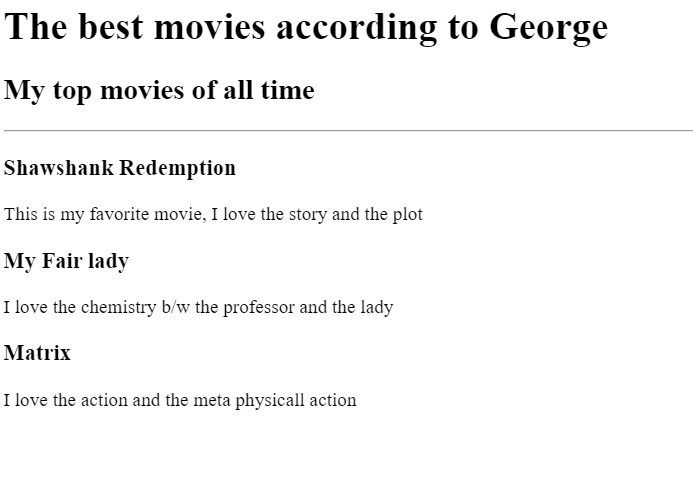 The best movies according to George
My top movies of all time
Shawshank Redemption
This is my favorite movie, I love the story and the plot
My Fair lady
I love the chemistry b/w the professor and the lady
Matrix
I love the action and the meta physicall action